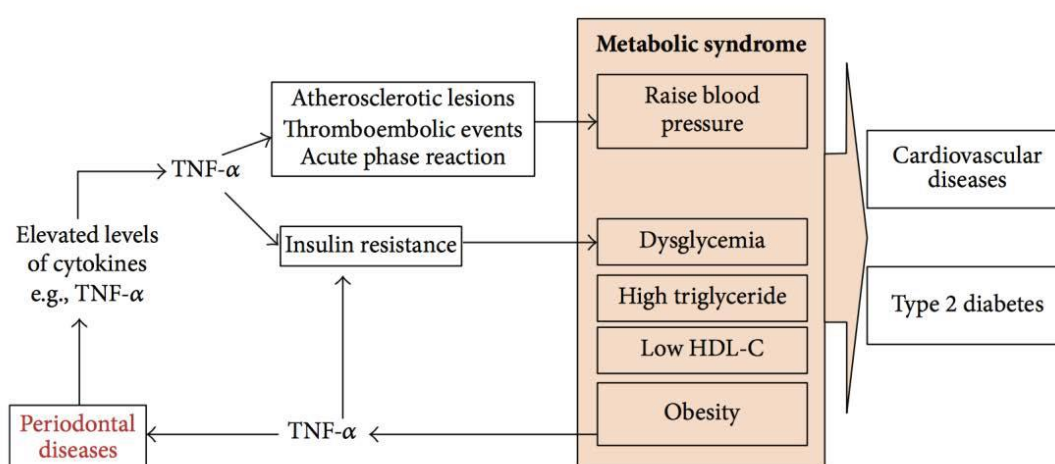 Metabolic syndrome
Atherosclerotic lesions
Thromboembolic events
Acute phase reaction
Raise blood
pressure
Cardiovascular
diseases
TNF-α
Elevated levels
of cytokines
e.g., TNF-α
Insulin resistance
Dysglycemia
High triglyceride
Type 2 diabetes
Low HDL-C
Periodontal
diseases
TNF-α
Obesity